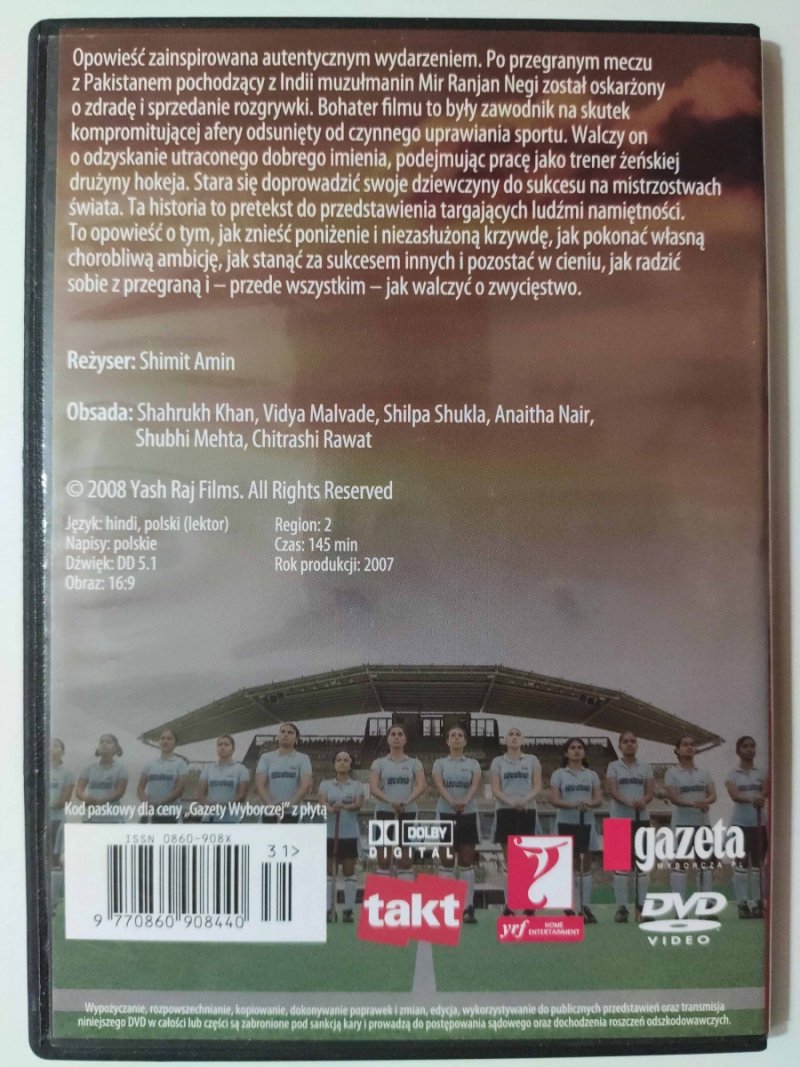 Opowieść zainspirowana autentycznym wydarzeniem. Po przegranym meczu
z Pakistanem pochodzący z Indii muzułmanin Mir Ranjan Negi został oskarżony
o zdradę i sprzedanie rozgrywki. Bohater filmu to były zawodnik na skutek
kompromitującej afery odsunięty od czynnego uprawiania sportu. Walczy on
o odzyskanie utraconego dobrego imienia, podejmując pracę jako trener żeńskiej
drużyny hokeja. Stara się doprowadzić swoje dziewczyny do sukcesu na mistrzostwach
świata. Ta historia to pretekst do przedstawienia targających ludźmi namiętności.
To opowieść o tym, jak znieść poniżenie i niezasłużoną krzywdę, jak pokonać własną
chorobliwą ambicję, jak stanąć za sukcesem innych i pozostać w cieniu, jak radzić
sobie z przegraną i – przede wszystkim – jak walczyć o zwycięstwo.
Reżyser: Shimit Amin
Obsada: Shahrukh Khan, Vidya Malvade, Shilpa Shukla, Anaitha Nair,
Shubhi Mehta, Chitrashi Rawat
© 2008 Yash Raj Films. All Rights Reserved
Język: hindi, polski (lektor)
Napisy: polskie
Dźwięk: DD 5.1
Obraz: 16:9
Region: 2
Czas: 145 min
Rok produkcji: 2007
Kod paskowy dla ceny „Gazety Wyborczej” z płytą
ISSN 0860-908X
31>
9 770860 908440
DOLBY
DIGITAL
takt
yrf HOME
ENTERTAINMENT
gazeta
WYBORCZA.PL
DVD
VIDEO
Wypożyczanie, rozpowszechnianie, kopiowanie, dokonywanie poprawek i zmian, edycja, wykorzystywanie do publicznych przedstawień oraz transmisja
niniejszego DVD w całości lub części są zabronione pod sankcją kary i prowadzą do postępowania sądowego oraz dochodzenia roszczeń odszkodowawczych.